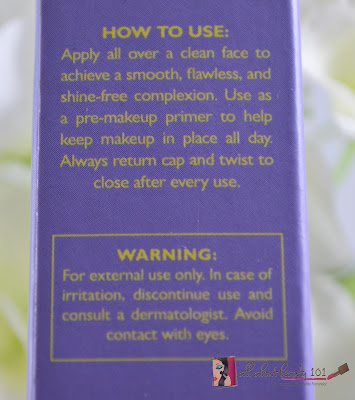 HOW TO USE:
Apply all over a clean face to
achieve a smooth, flawless, and
shine-free complexion. Use as
a pre-makeup primer to help
keep makeup in place all day.
Always return cap and twist to
close after every use.
WARNING:
For external use only. In case of
irritation, discontinue use and
consult a dermatologist. Avoid
contact with eyes.
101